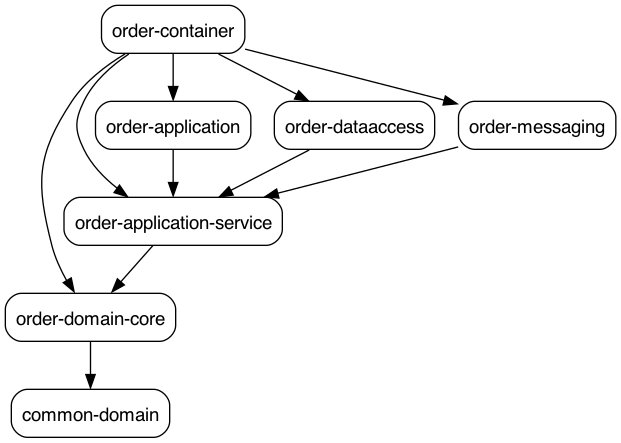 order-container
order-application
order-dataaccess
order-messaging
order-application-service
order-domain-core
common-domain